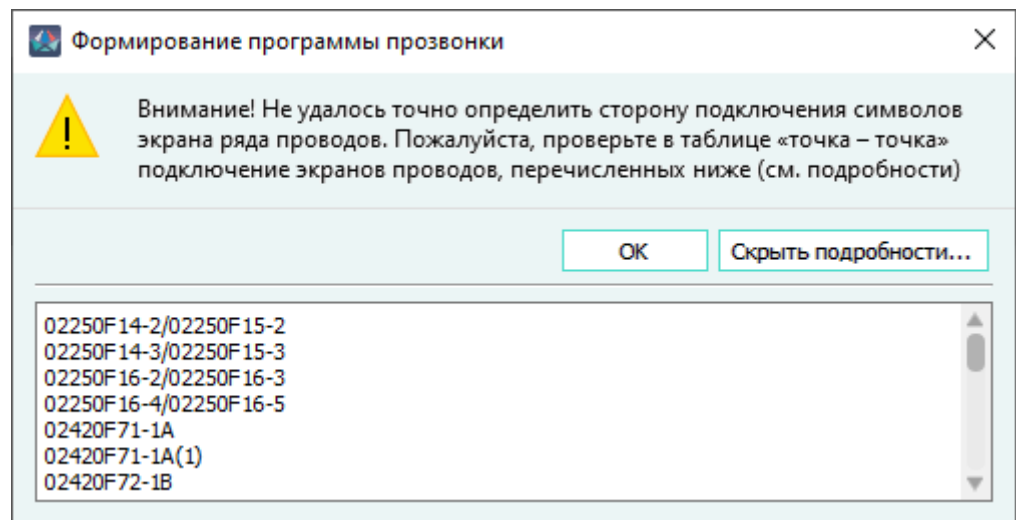 Формирование программы прозвонки
Внимание! Не удалось точно определить сторону подключения символов
экрана ряда проводов. Пожалуйста, проверьте в таблице «точка – точка»
подключение экранов проводов, перечисленных ниже (см. подробности)
OK
Скрыть подробности...
02250F14-2/02250F15-2
02250F14-3/02250F15-3
02250F16-2/02250F16-3
02250F16-4/02250F16-5
02420F71-1A
02420F71-1A(1)
02420F72-1B